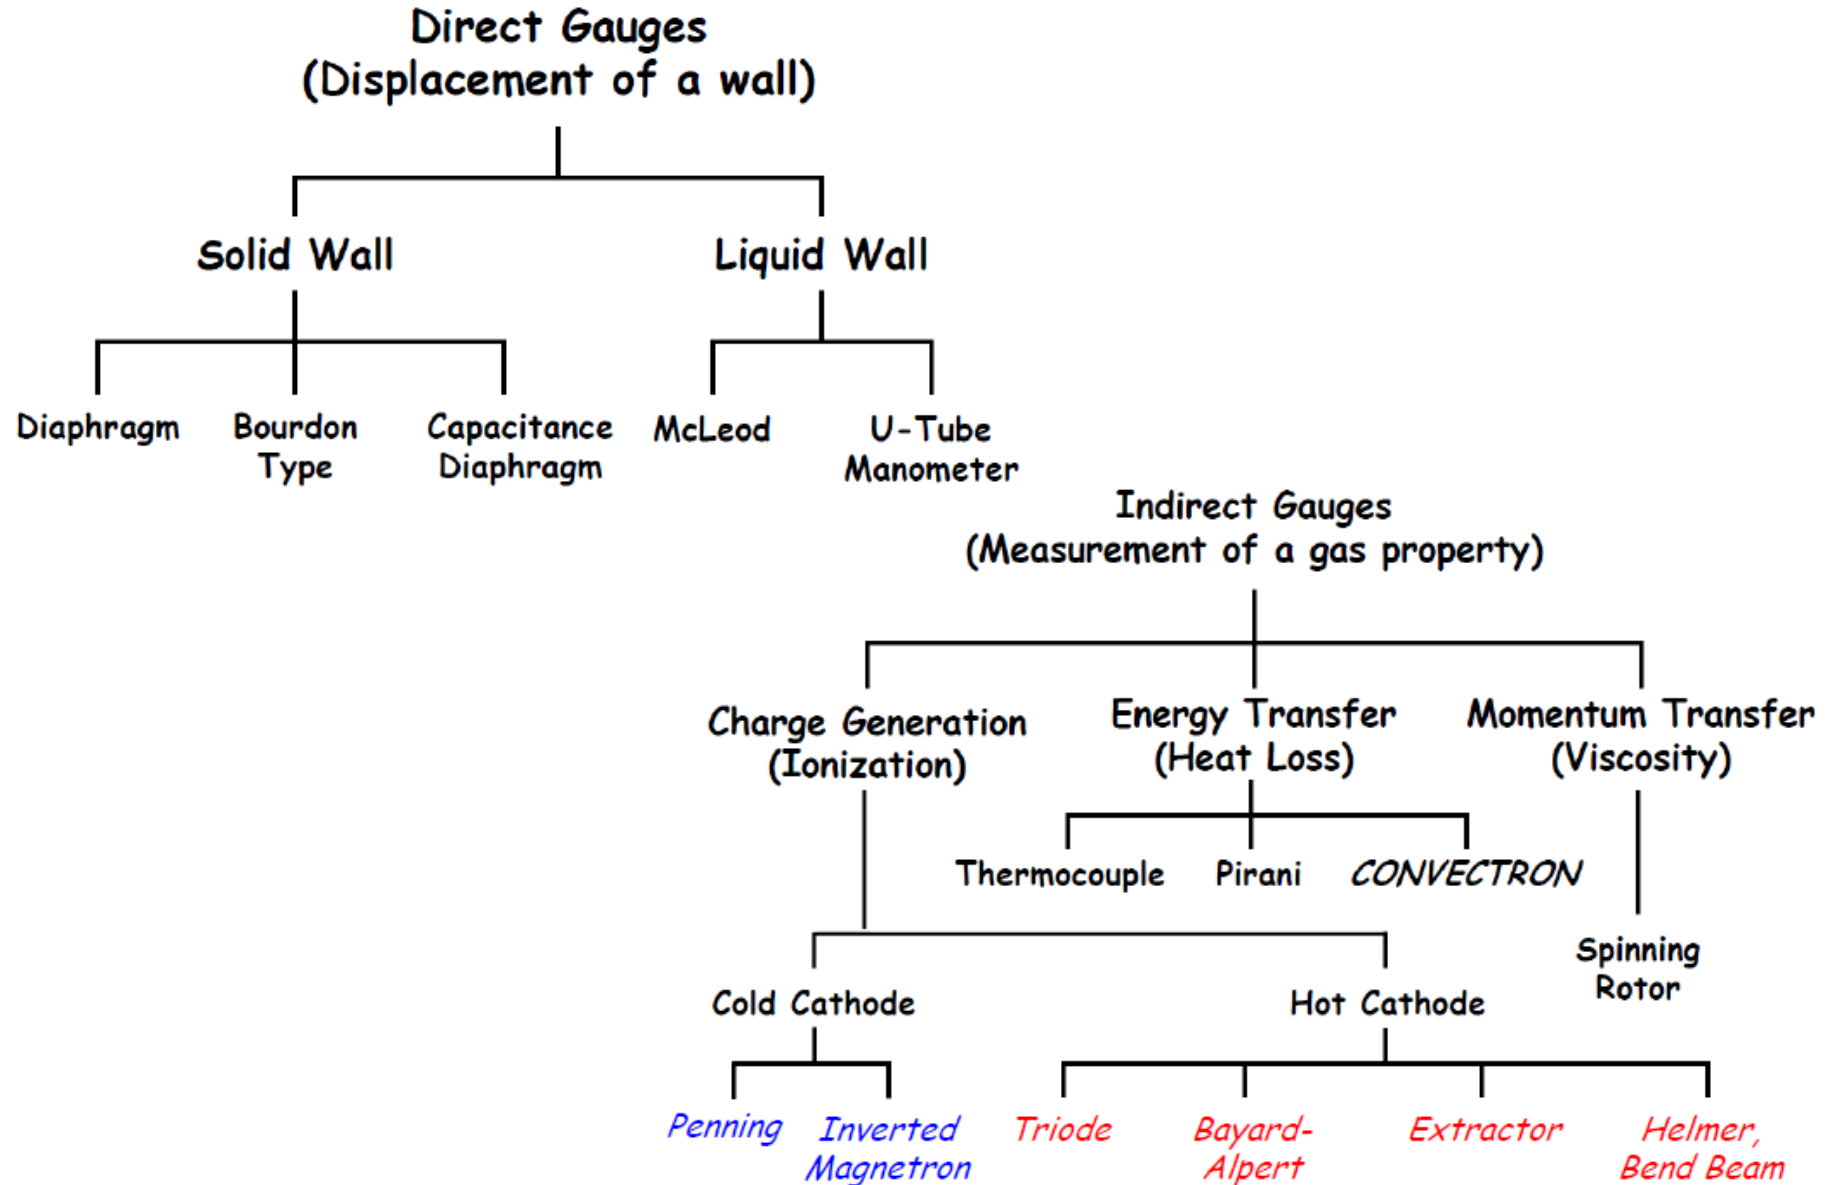 Direct Gauges
(Displacement of a wall)
Solid Wall
Liquid Wall
Diaphragm
Bourdon
Type
Capacitance
Diaphragm
McLeod
U-Tube
Manometer
Indirect Gauges
(Measurement of a gas property)
Charge Generation
(Ionization)
Energy Transfer
(Heat Loss)
Momentum Transfer
(Viscosity)
Thermocouple
Pirani
CONVECTRON
Spinning
Rotor
Cold Cathode
Hot Cathode
Penning
Inverted
Magnetron
Triode
Bayard-
Alpert
Extractor
Helmer,
Bend Beam